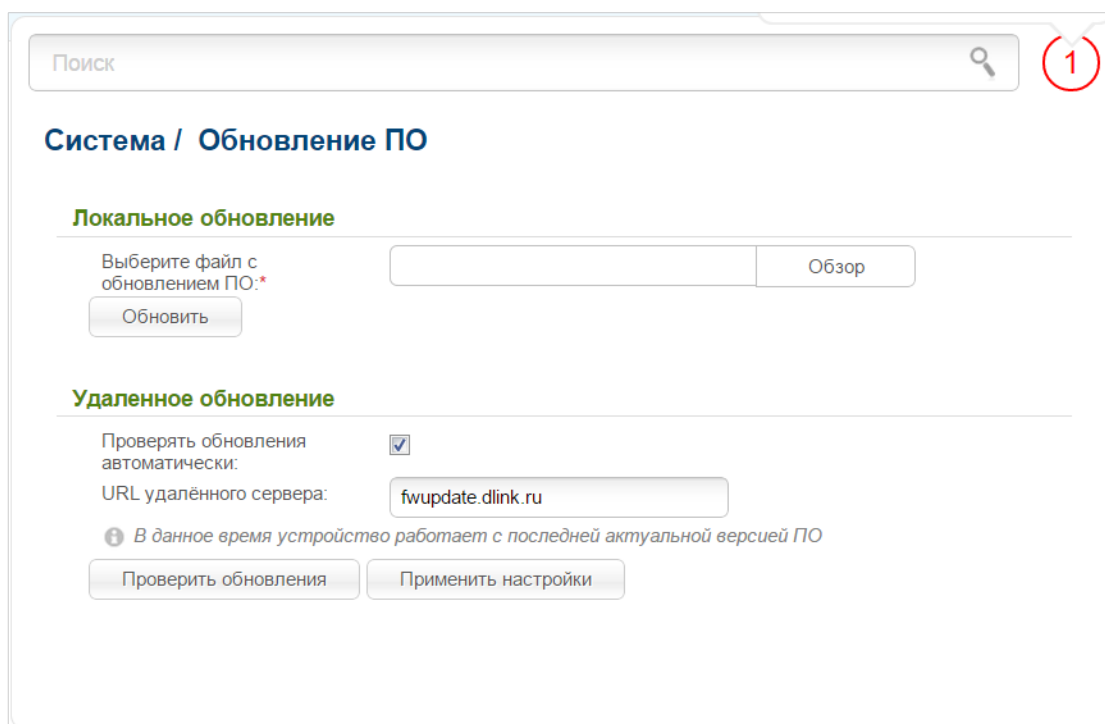 Поиск
1
Система / Обновление ПО
Локальное обновление
Выберите файл с
обновлением ПО:*
Обзор
Обновить
Удаленное обновление
Проверять обновления
автоматически:
URL удалённого сервера:
fwupdate.dlink.ru
В данное время устройство работает с последней актуальной версией ПО
Проверить обновления
Применить настройки